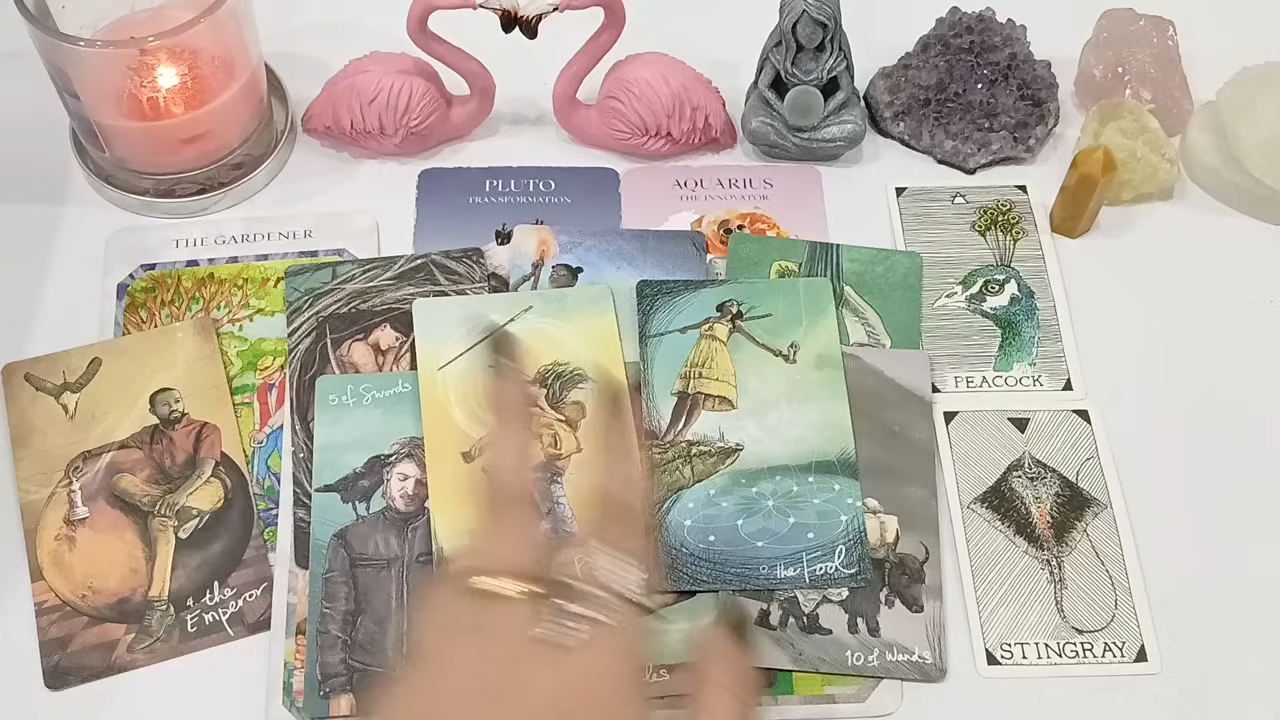 PLUTO
TRANSFORMATION
AQUARIUS
THE INNOVATOR
THE GARDENER
PEACOCK
5 of Swords
0 the Fool
4 the
Emperor
STINGRAY
10 of Wands